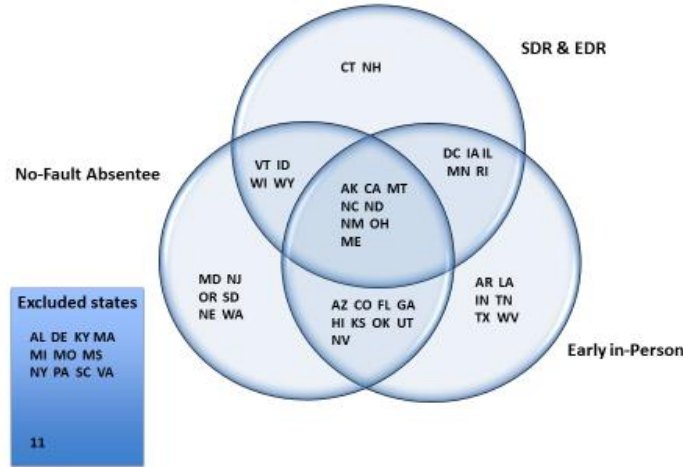 SDR & EDR
CT NH
No-Fault Absentee
VT ID
WI WY
DC IA IL
MN RI
AK CA MT
NC ND
NM OH
ME
MD NJ
OR SD
NE WA
AZ CO FL GA
HI KS OK UT
NV
AR LA
IN TN
TX WV
Early in-Person
Excluded states
AL DE KY MA
MI MO MS
NY PA SC VA
11